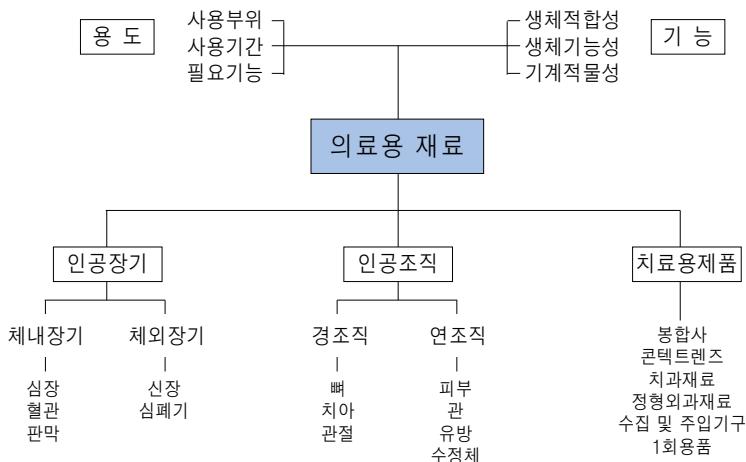 용 도
사용부위
사용기간
필요기능
생체적합성
생체기능성
기계적물성
기 능
의료용 재료
인공장기
인공조직
치료용제품
체내장기
체외장기
경조직
연조직
심장
혈관
판막
신장
심폐기
뼈
치아
관절
피부
관
유방
수정체
봉합사
콘텍트렌즈
치과재료
정형외과재료
수집 및 주입기구
1회용품